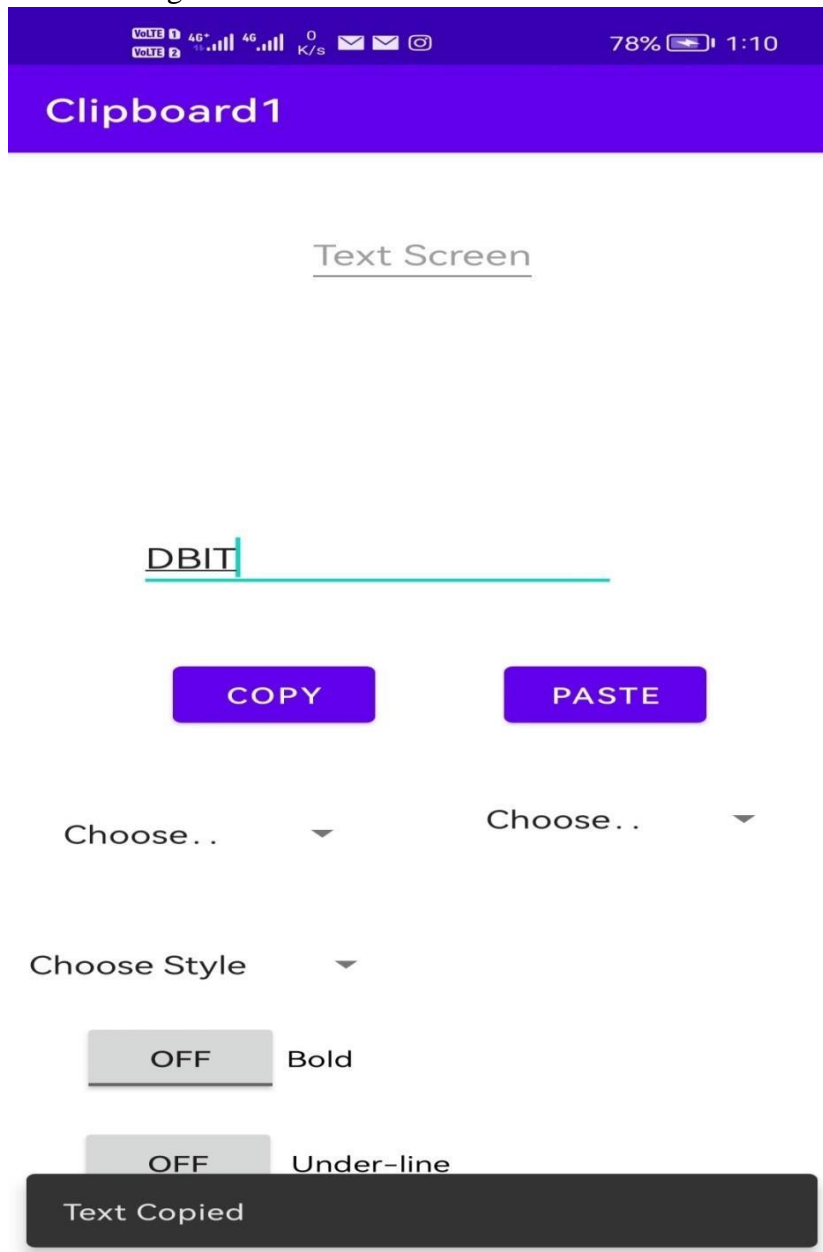 VoLTE 1 4G+ 4G 0 K/s 78% 1:10
VoLTE 2
Clipboard1
Text Screen
DBIT
COPY PASTE
Choose.. Choose..
Choose Style
OFF Bold
OFF Under-line
Text Copied